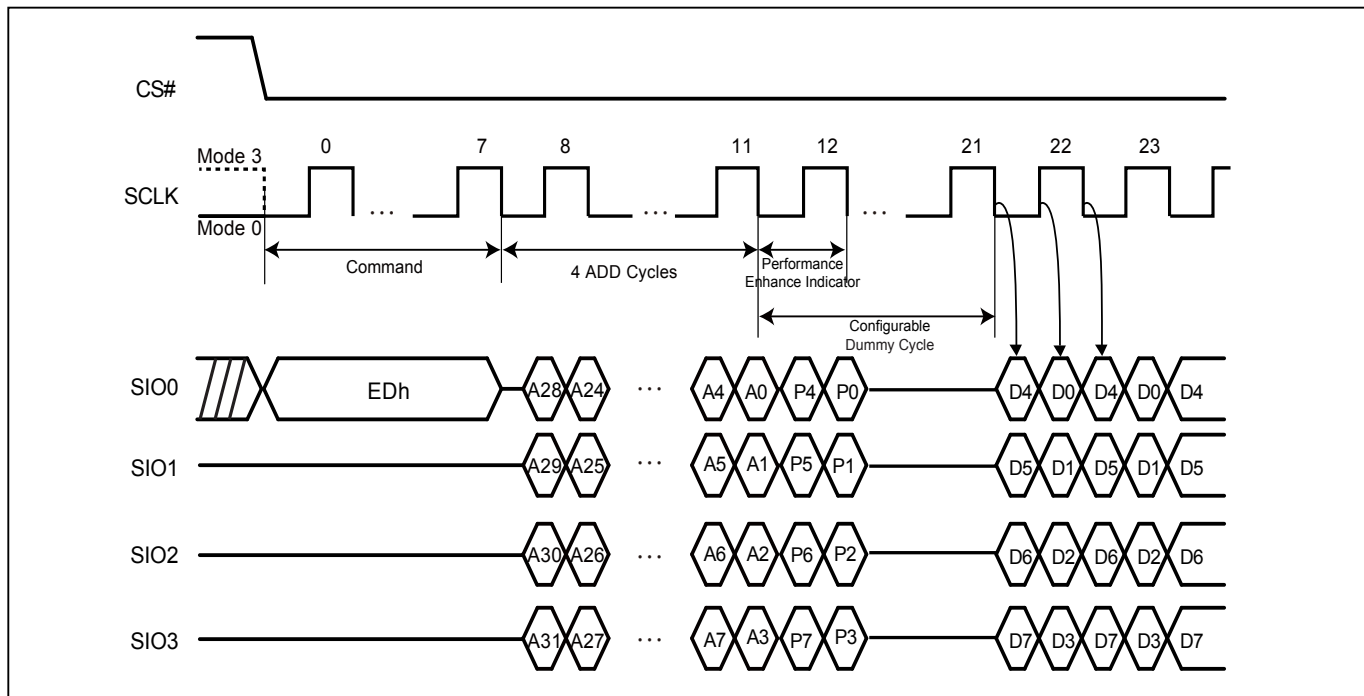 CS#
0 7 8 11 12 21 22 23
Mode 3
SCLK
... ... ...
Mode 0
Command
4 ADD Cycles
Performance
Enhance Indicator
Configurable
Dummy Cycle
SIO0 EDh A28 A24 ... A4 A0 P4 P0 D4 D0 D4 D0 D4
SIO1 A29 A25 ... A5 A1 P5 P1 D5 D1 D5 D1 D5
SIO2 A30 A26 ... A6 A2 P6 P2 D6 D2 D6 D2 D6
SIO3 A31 A27 ... A7 A3 P7 P3 D7 D3 D7 D3 D7